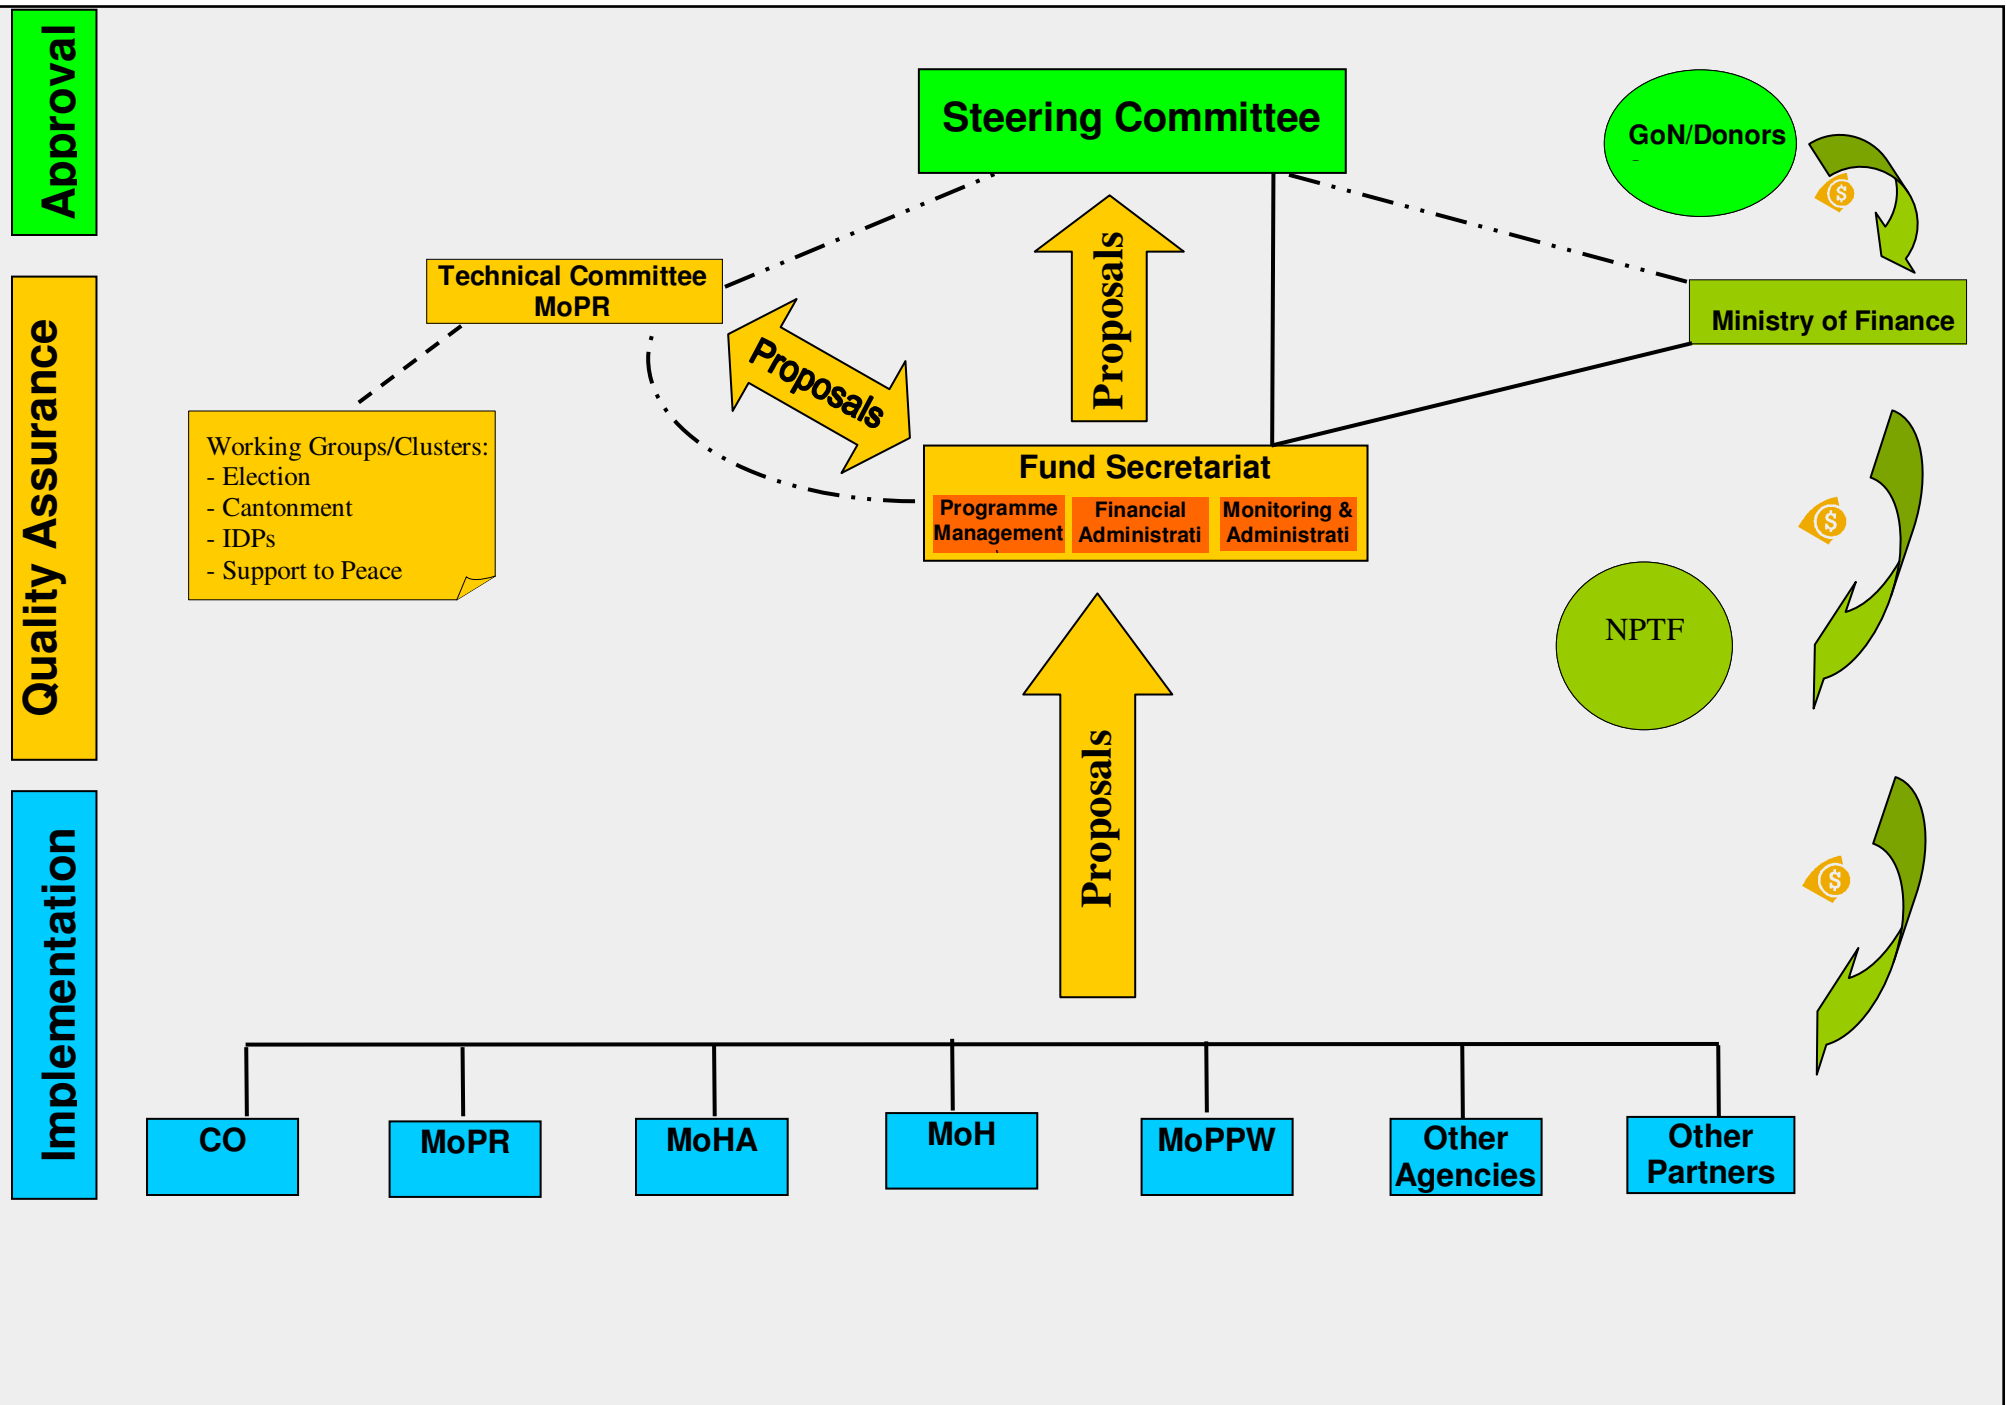 Approval
Steering Committee
GoN/Donors
Technical Committee
MoPR
Proposals
Proposals
Ministry of Finance
Quality Assurance
Working Groups/Clusters:
- Election
- Cantonment
- IDPs
- Support to Peace
Fund Secretariat
Programme
Management
Financial
Administrati
Monitoring &
Administrati
NPTF
Proposals
Implementation
CO
MoPR
MoHA
MoH
MoPPW
Other
Agencies
Other
Partners
$
$
$